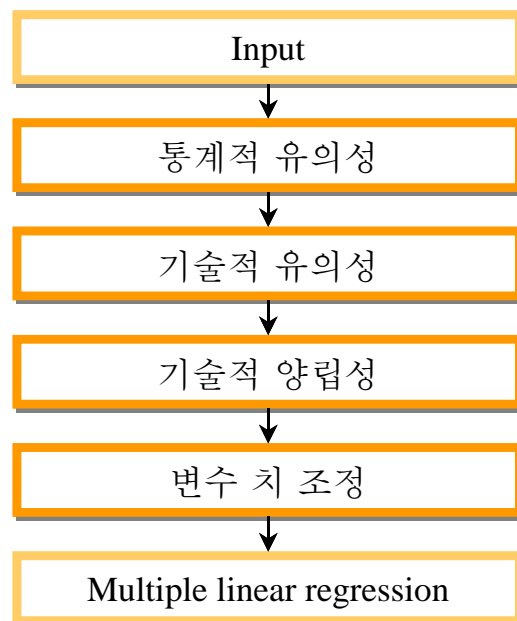 Input
통계적 유의성
기술적 유의성
기술적 양립성
변수 치 조정
Multiple linear regression